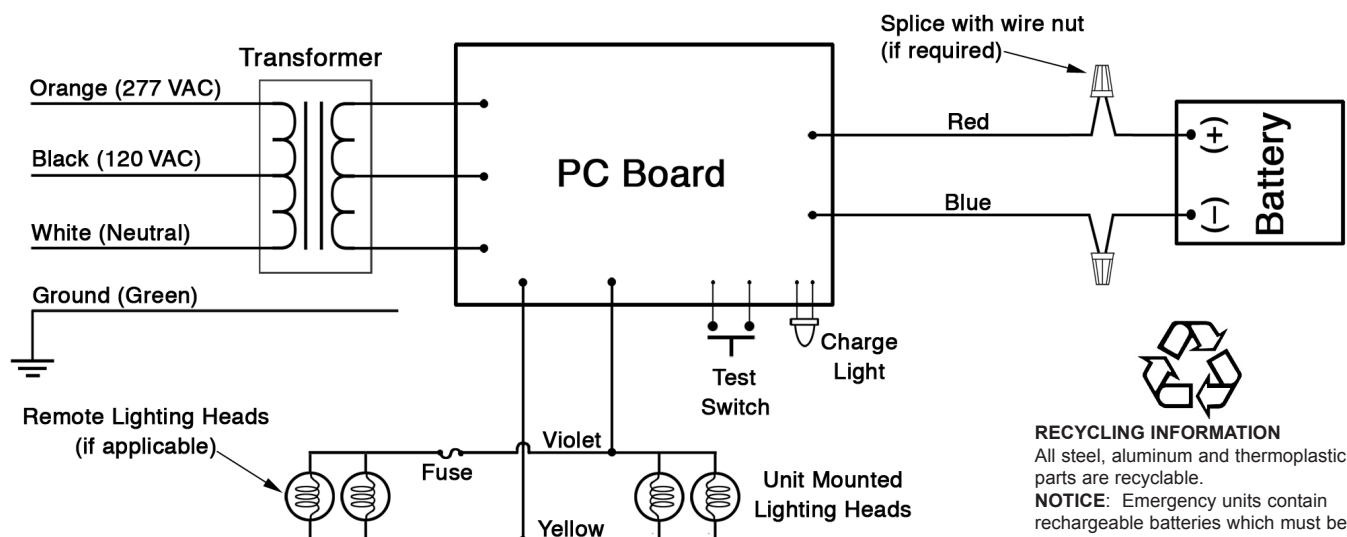 Splice with wire nut
(if required)
Transformer
Orange (277 VAC)
Black (120 VAC)
White (Neutral)
Ground (Green)
PC Board
Red
Blue
(+)
(−)
Battery
Charge
Light
Test
Switch
Remote Lighting Heads
(if applicable)
Violet
Fuse
Unit Mounted
Lighting Heads
Yellow
RECYCLING INFORMATION
All steel, aluminum and thermoplastic
parts are recyclable.
NOTICE: Emergency units contain
rechargeable batteries which must be